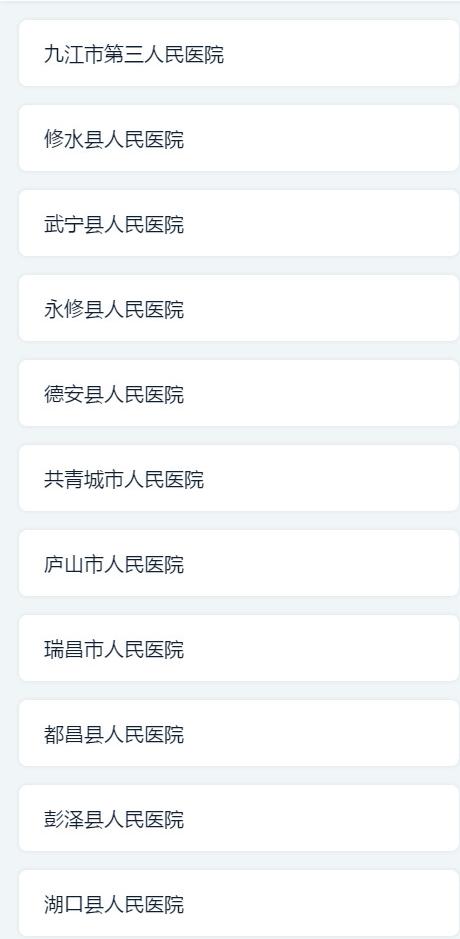 九江市第三人民医院
修水县人民医院
武宁县人民医院
永修县人民医院
德安县人民医院
共青城市人民医院
庐山市人民医院
瑞昌市人民医院
都昌县人民医院
彭泽县人民医院
湖口县人民医院